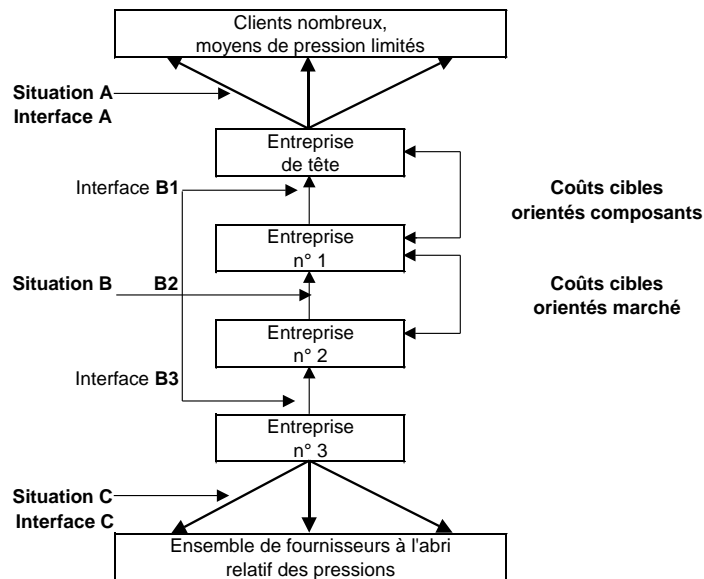 Clients nombreux,
moyens de pression limités
Situation A
Interface A
Entreprise
de tête
Interface B1
Coûts cibles
orientés composants
Entreprise
n° 1
Situation B B2
Coûts cibles
orientés marché
Entreprise
n° 2
Interface B3
Entreprise
n° 3
Situation C
Interface C
Ensemble de fournisseurs à l'abri
relatif des pressions